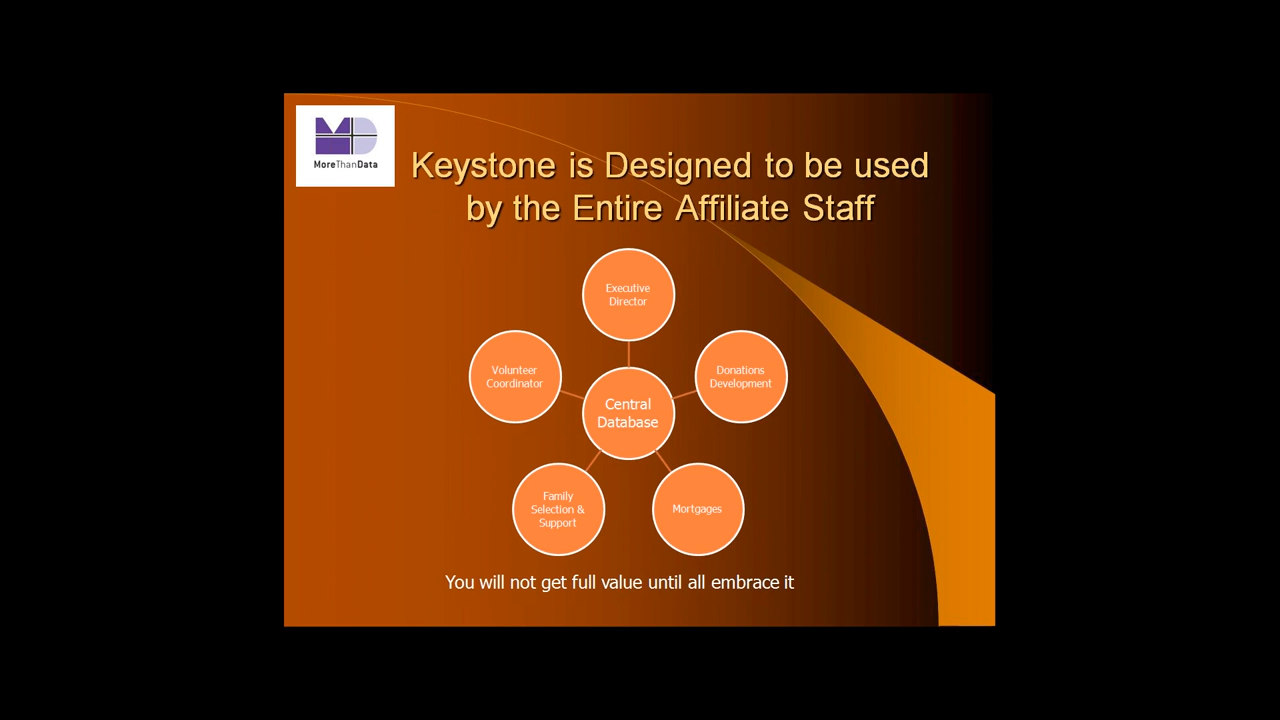 MoreThanData
Keystone is Designed to be used
by the Entire Affiliate Staff
Executive
Director
Volunteer
Coordinator
Donations
Development
Central
Database
Family
Selection &
Support
Mortgages
You will not get full value until all embrace it